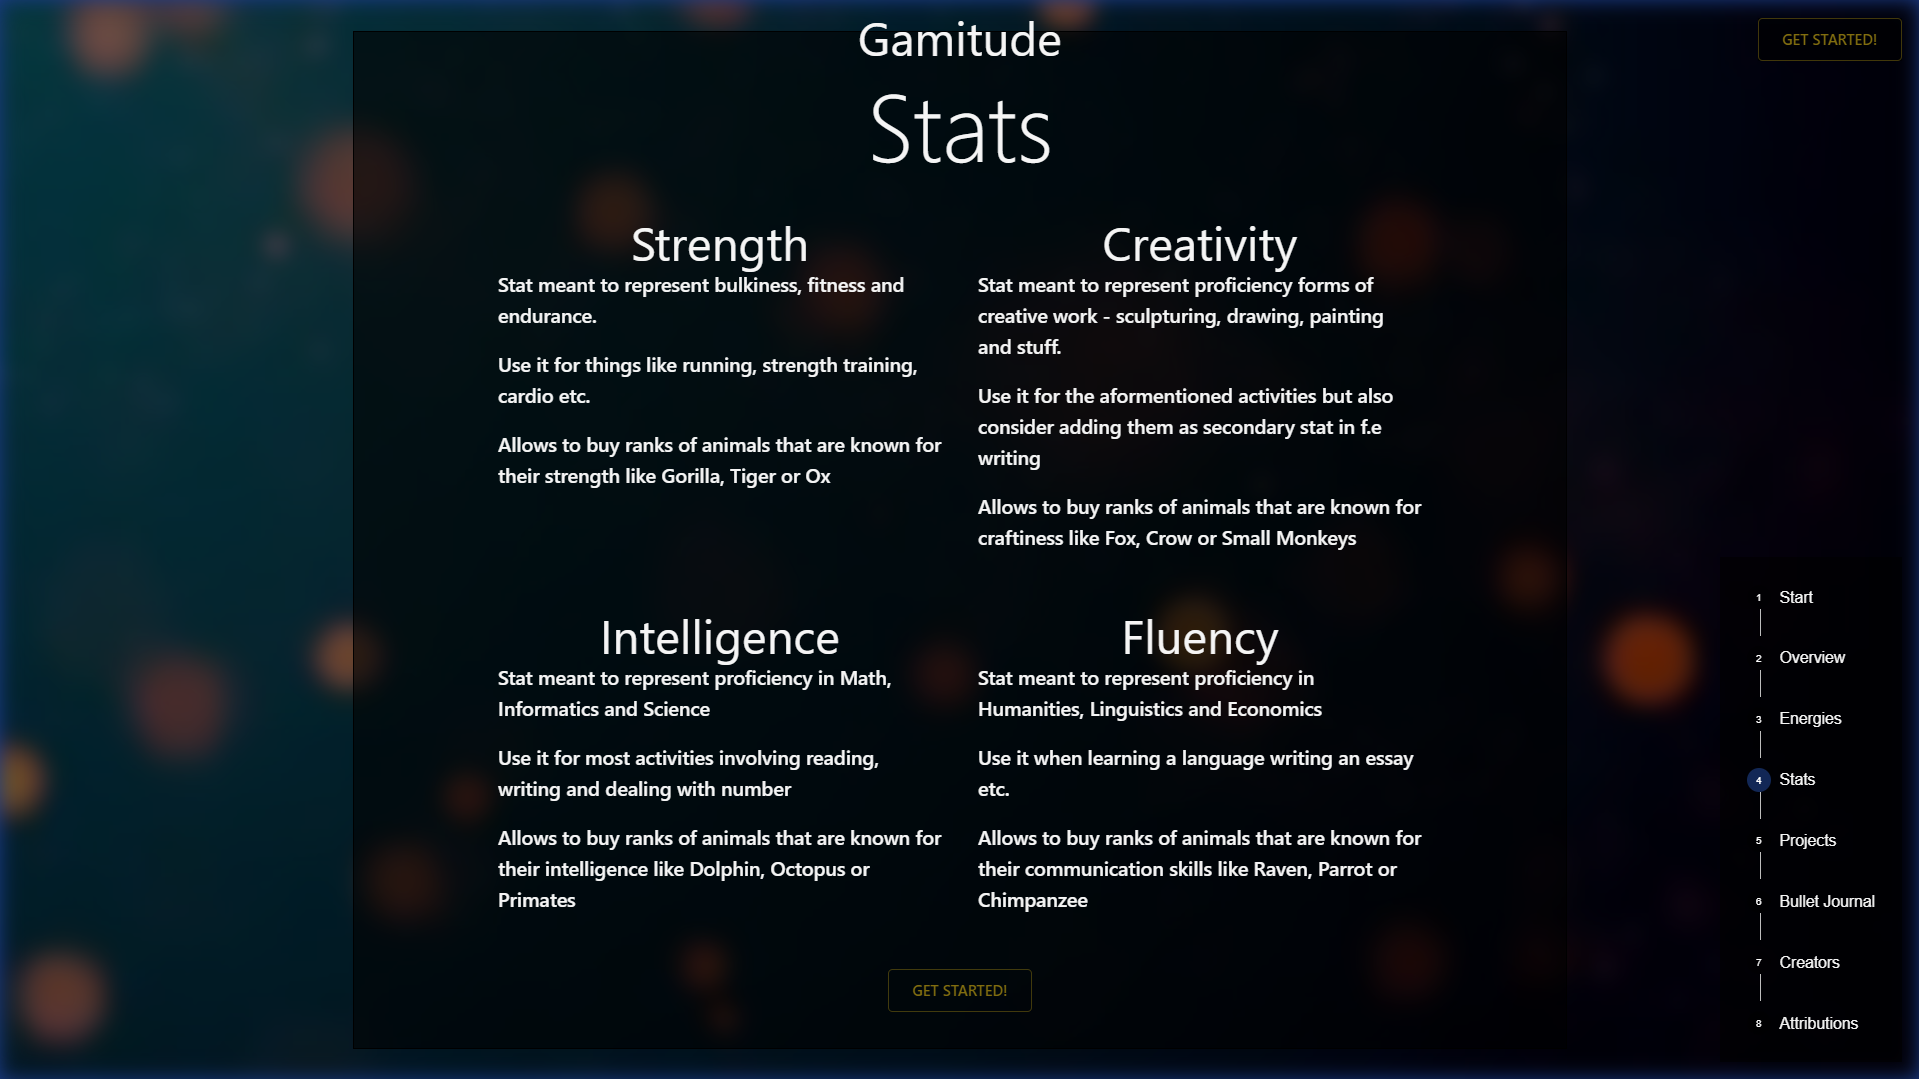 Gamitude
GET STARTED!
Stats
Strength
Stat meant to represent bulkiness, fitness and
endurance.
Use it for things like running, strength training,
cardio etc.
Allows to buy ranks of animals that are known for
their strength like Gorilla, Tiger or Ox
Creativity
Stat meant to represent proficiency forms of
creative work - sculpturing, drawing, painting
and stuff.
Use it for the aformentioned activities but also
consider adding them as secondary stat in f.e
writing
Allows to buy ranks of animals that are known for
craftiness like Fox, Crow or Small Monkeys
Intelligence
Stat meant to represent proficiency in Math,
Informatics and Science
Use it for most activities involving reading,
writing and dealing with number
Allows to buy ranks of animals that are known for
their intelligence like Dolphin, Octopus or
Primates
Fluency
Stat meant to represent proficiency in
Humanities, Linguistics and Economics
Use it when learning a language writing an essay
etc.
Allows to buy ranks of animals that are known for
their communication skills like Raven, Parrot or
Chimpanzee
GET STARTED!
1 Start
2 Overview
3 Energies
4 Stats
5 Projects
6 Bullet Journal
7 Creators
8 Attributions